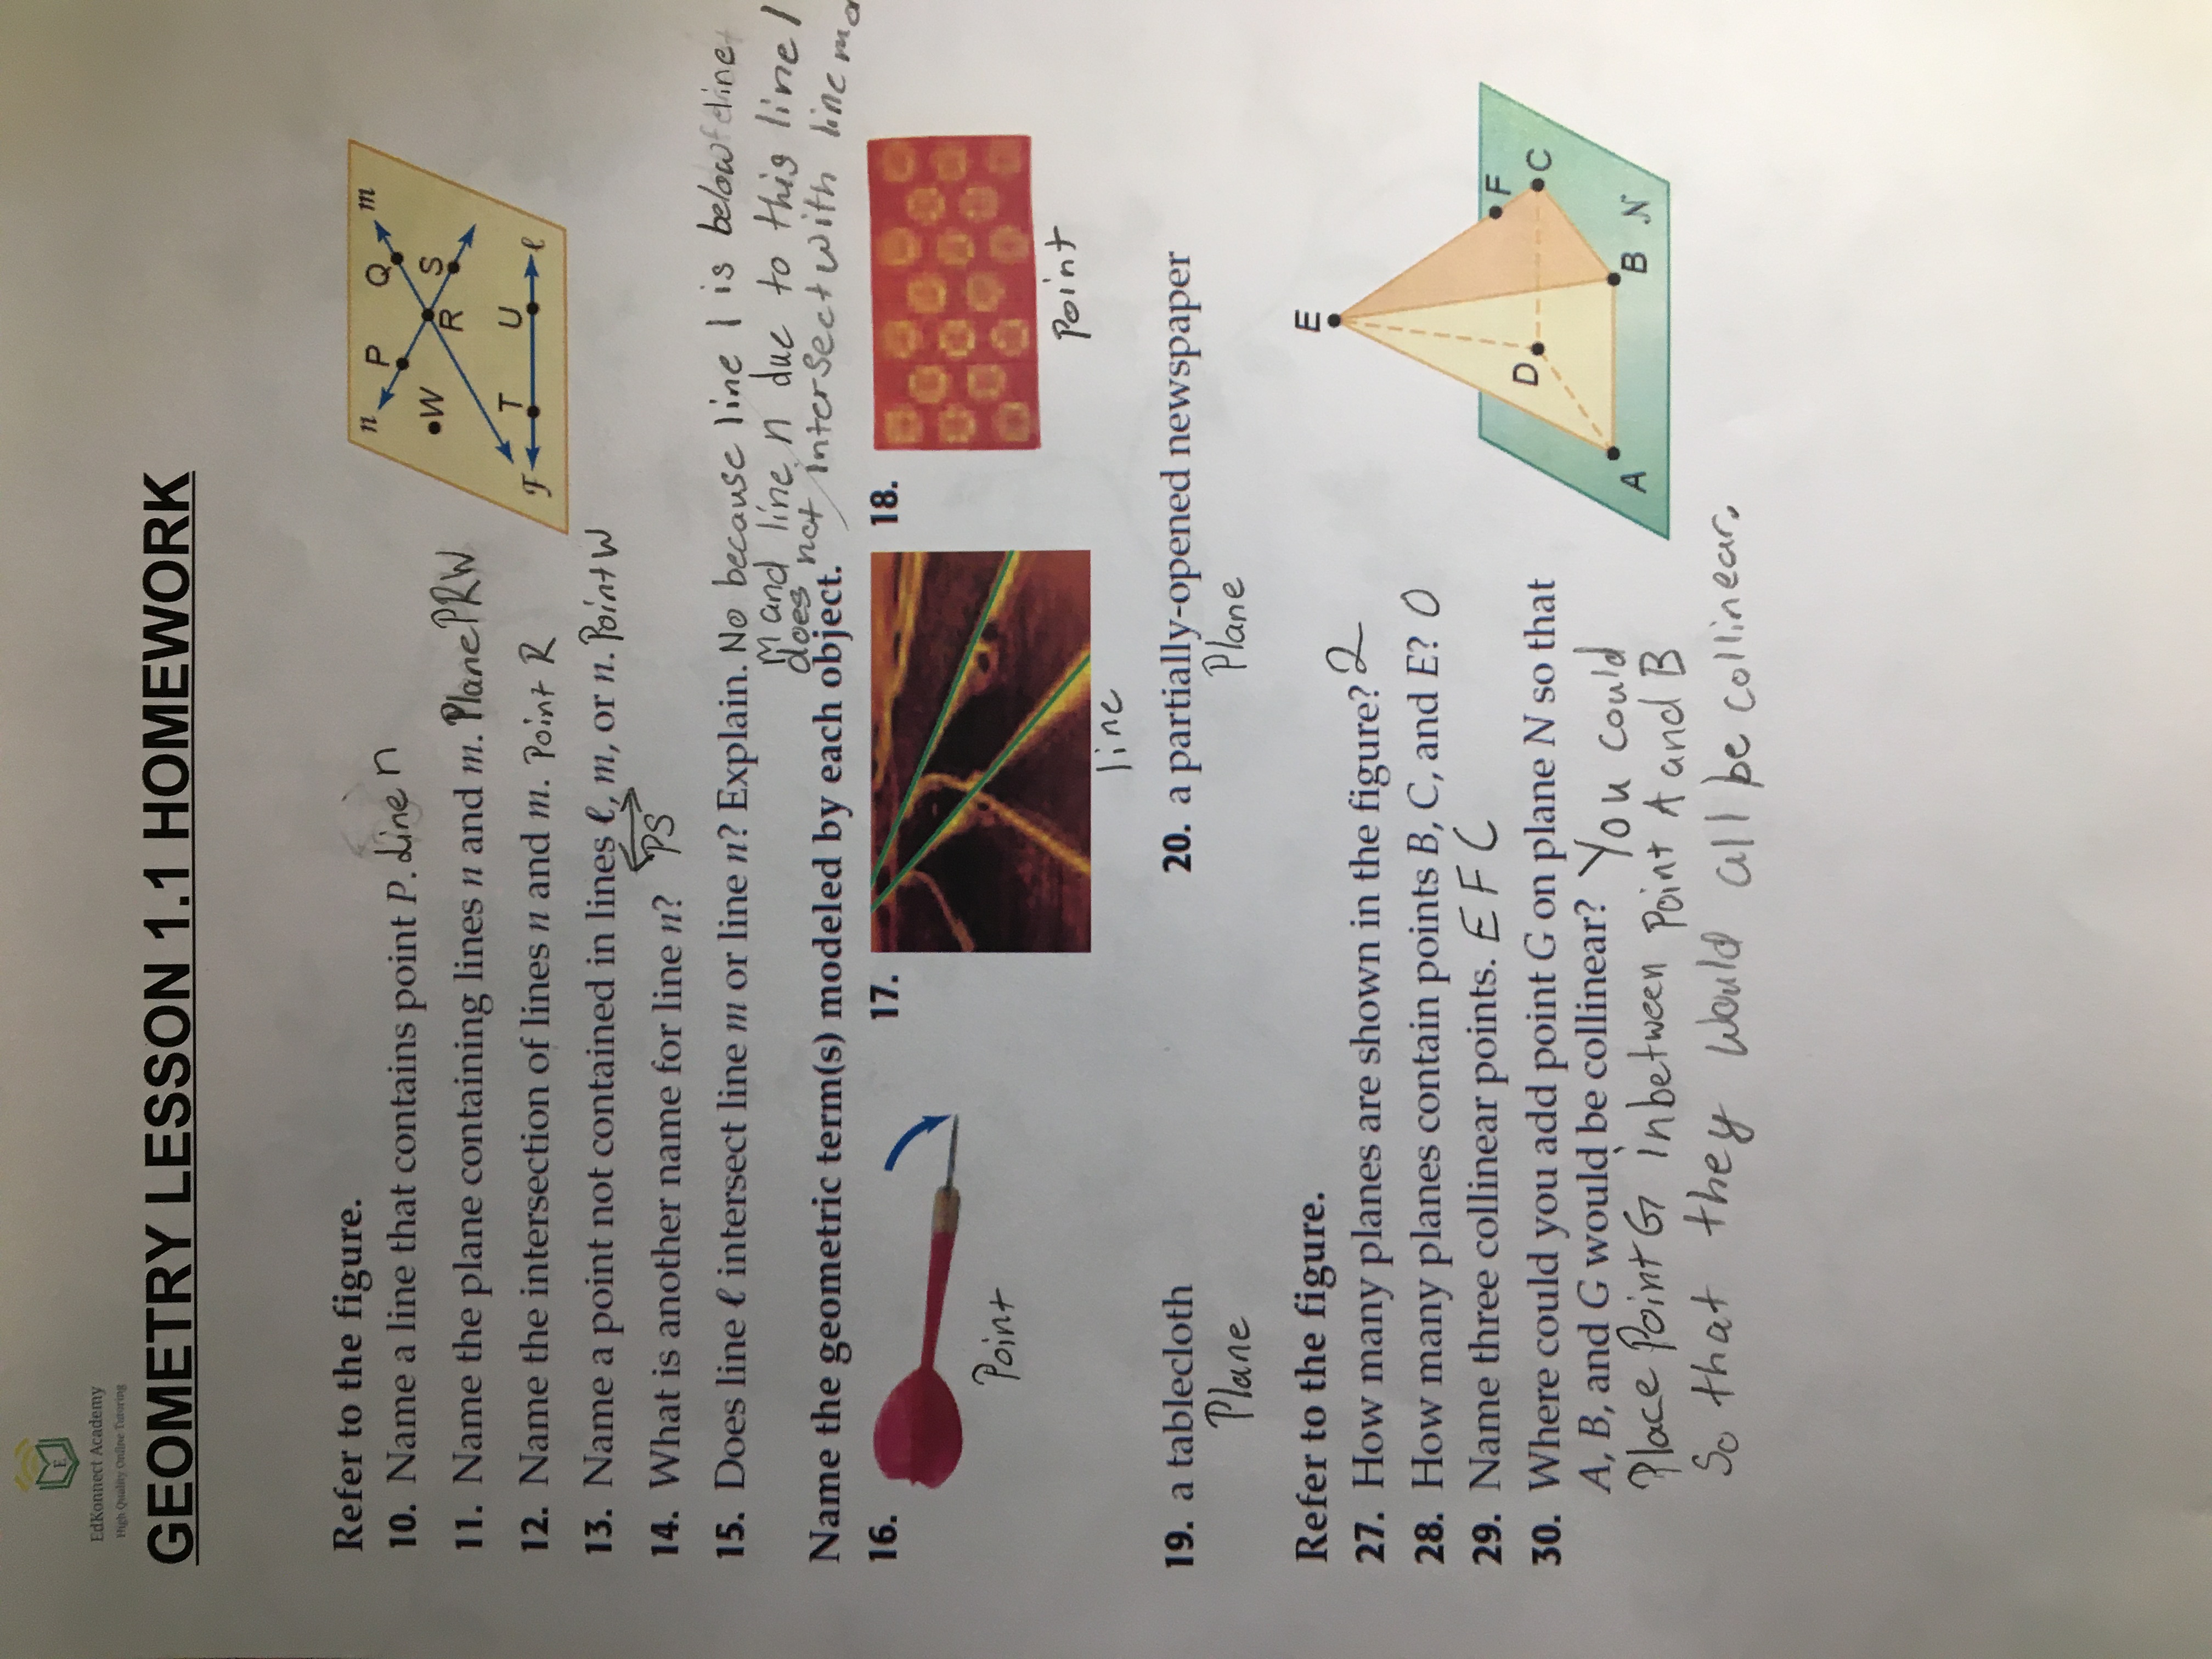 E
EdKonnect Academy
High Quality Online Tutoring
GEOMETRY LESSON 1.1 HOMEWORK
Refer to the figure.
10. Name a line that contains point P. Line n
11. Name the plane containing lines n and m. Plane PRW
12. Name the intersection of lines n and m. Point R
13. Name a point not contained in lines ℓ, m, or n. Point W
14. What is another name for line n? PS
15. Does line ℓ intersect line m or line n? Explain. No because line l is below line
m and line n due to this line l
does not intersect with line m
n P Q m
W R S
T U
F ℓ
Name the geometric term(s) modeled by each object.
16. 17. 18.
Point line Point
19. a tablecloth 20. a partially-opened newspaper
Plane Plane
Refer to the figure.
27. How many planes are shown in the figure? 2
28. How many planes contain points B, C, and E? 0
29. Name three collinear points. E F C
30. Where could you add point G on plane N so that
A, B, and G would be collinear? You could
Place Point G inbetween Point A and B
So that they would all be collinear.
E
F
D C
A B N